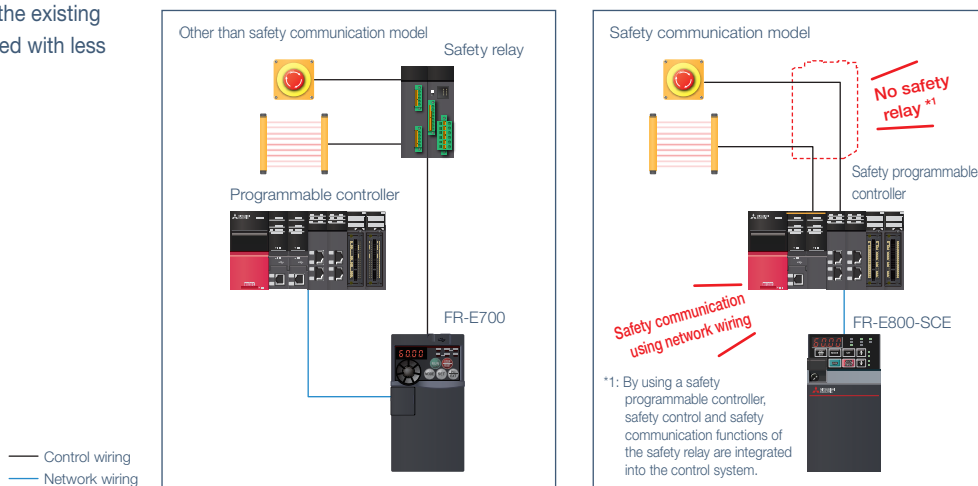 the existing
ed with less
Other than safety communication model
Safety relay
Programmable controller
FR-E700
6000
Control wiring
Network wiring
Safety communication model
No safety
relay *1
Safety programmable
controller
Safety communication
using network wiring
FR-E800-SCE
6000
*1: By using a safety
programmable controller,
safety control and safety
communication functions of
the safety relay are integrated
into the control system.